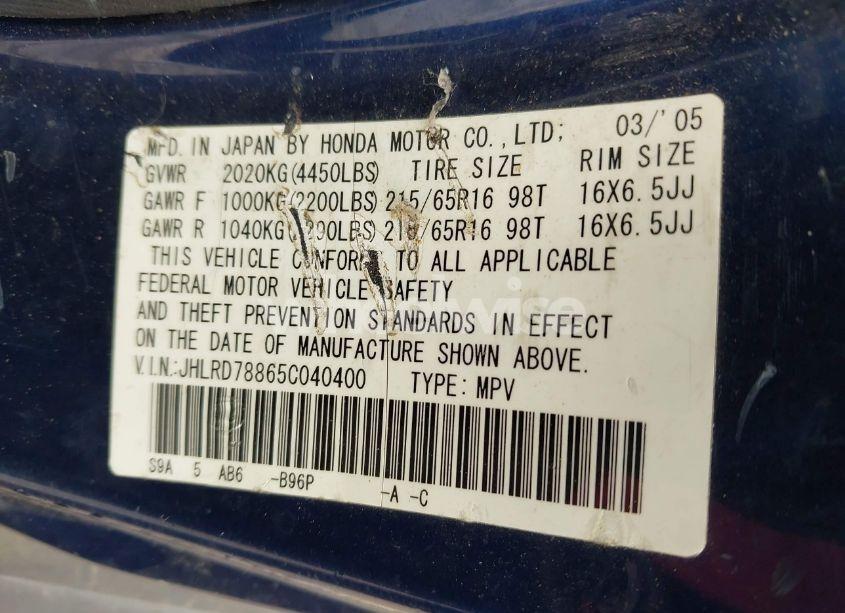 MFD. IN JAPAN BY HONDA MOTOR CO., LTD: 03/'05
GVWR 2020KG(4450LBS) TIRE SIZE RIM SIZE
GAWR F 1000KG(2200LBS) 215/65R16 98T 16X6.5JJ
GAWR R 1040KG 215/65R16 98T 16X6.5JJ
THIS VEHICLE CONFORMS TO ALL APPLICABLE
FEDERAL MOTOR VEHICLE SAFETY
AND THEFT PREVENTION STANDARDS IN EFFECT
ON THE DATE OF MANUFACTURE SHOWN ABOVE.
V.I.N.:JHLRD78865C040400 TYPE: MPV
S9A 5 AB6 -B96P -A -C